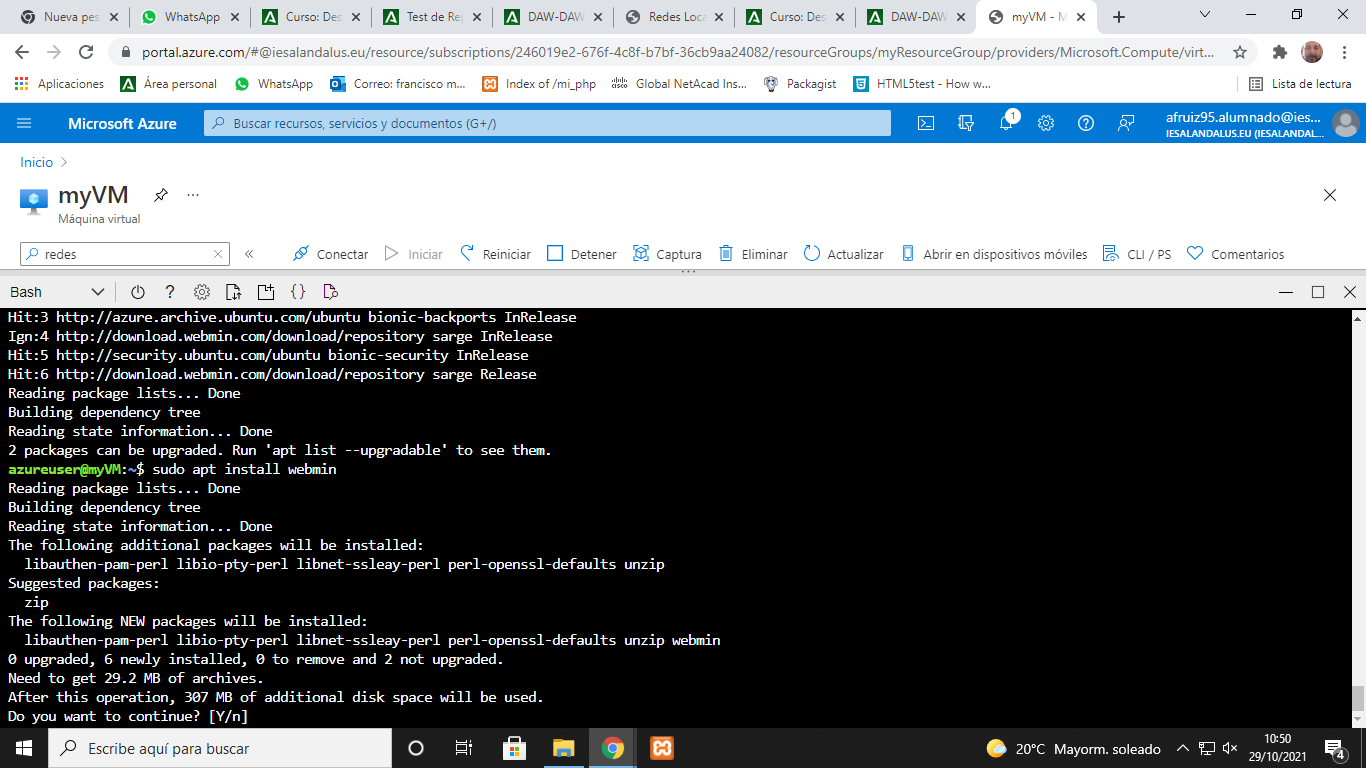 Nueva pes
WhatsApp
Curso: Des
Test de Re
DAW-DAW
Redes Loca
Curso: Des
DAW-DAW
myVM - M
portal.azure.com/#@iesalandalus.eu/resource/subscriptions/246019e2-676f-4c8f-b7bf-36cb9aa24082/resourceGroups/myResourceGroup/providers/Microsoft.Compute/virt...
Aplicaciones
Área personal
WhatsApp
Correo: francisco m...
Index of /mi_php
Global NetAcad Ins...
Packagist
HTML5test - How w...
Lista de lectura
Microsoft Azure
Buscar recursos, servicios y documentos (G+/)
1
afruiz95.alumnado@ies...
IESALANDALUS.EU (IESALANDAL...
Inicio
myVM
Máquina virtual
redes
Conectar
Iniciar
Reiniciar
Detener
Captura
Eliminar
Actualizar
Abrir en dispositivos móviles
CLI / PS
Comentarios
Bash
Hit:3 http://azure.archive.ubuntu.com/ubuntu bionic-backports InRelease
Ign:4 http://download.webmin.com/download/repository sarge InRelease
Hit:5 http://security.ubuntu.com/ubuntu bionic-security InRelease
Hit:6 http://download.webmin.com/download/repository sarge Release
Reading package lists... Done
Building dependency tree
Reading state information... Done
2 packages can be upgraded. Run 'apt list --upgradable' to see them.
azureuser@myVM:~$ sudo apt install webmin
Reading package lists... Done
Building dependency tree
Reading state information... Done
The following additional packages will be installed:
libauthen-pam-perl libio-pty-perl libnet-ssleay-perl perl-openssl-defaults unzip
Suggested packages:
zip
The following NEW packages will be installed:
libauthen-pam-perl libio-pty-perl libnet-ssleay-perl perl-openssl-defaults unzip webmin
0 upgraded, 6 newly installed, 0 to remove and 2 not upgraded.
Need to get 29.2 MB of archives.
After this operation, 307 MB of additional disk space will be used.
Do you want to continue? [Y/n]
Escribe aquí para buscar
20°C Mayorm. soleado
10:50
29/10/2021
4